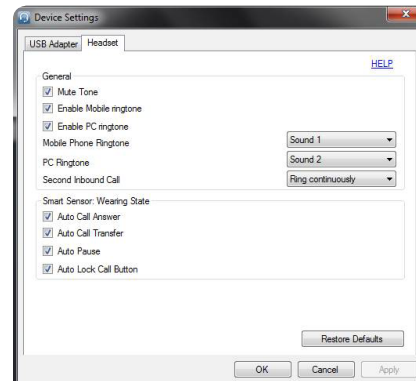 Device Settings
USB Adapter Headset
HELP
General
Mute Tone
Enable Mobile ringtone
Enable PC ringtone
Mobile Phone Ringtone Sound 1
PC Ringtone Sound 2
Second Inbound Call Ring continuously
Smart Sensor: Wearing State
Auto Call Answer
Auto Call Transfer
Auto Pause
Auto Lock Call Button
Restore Defaults
OK Cancel Apply